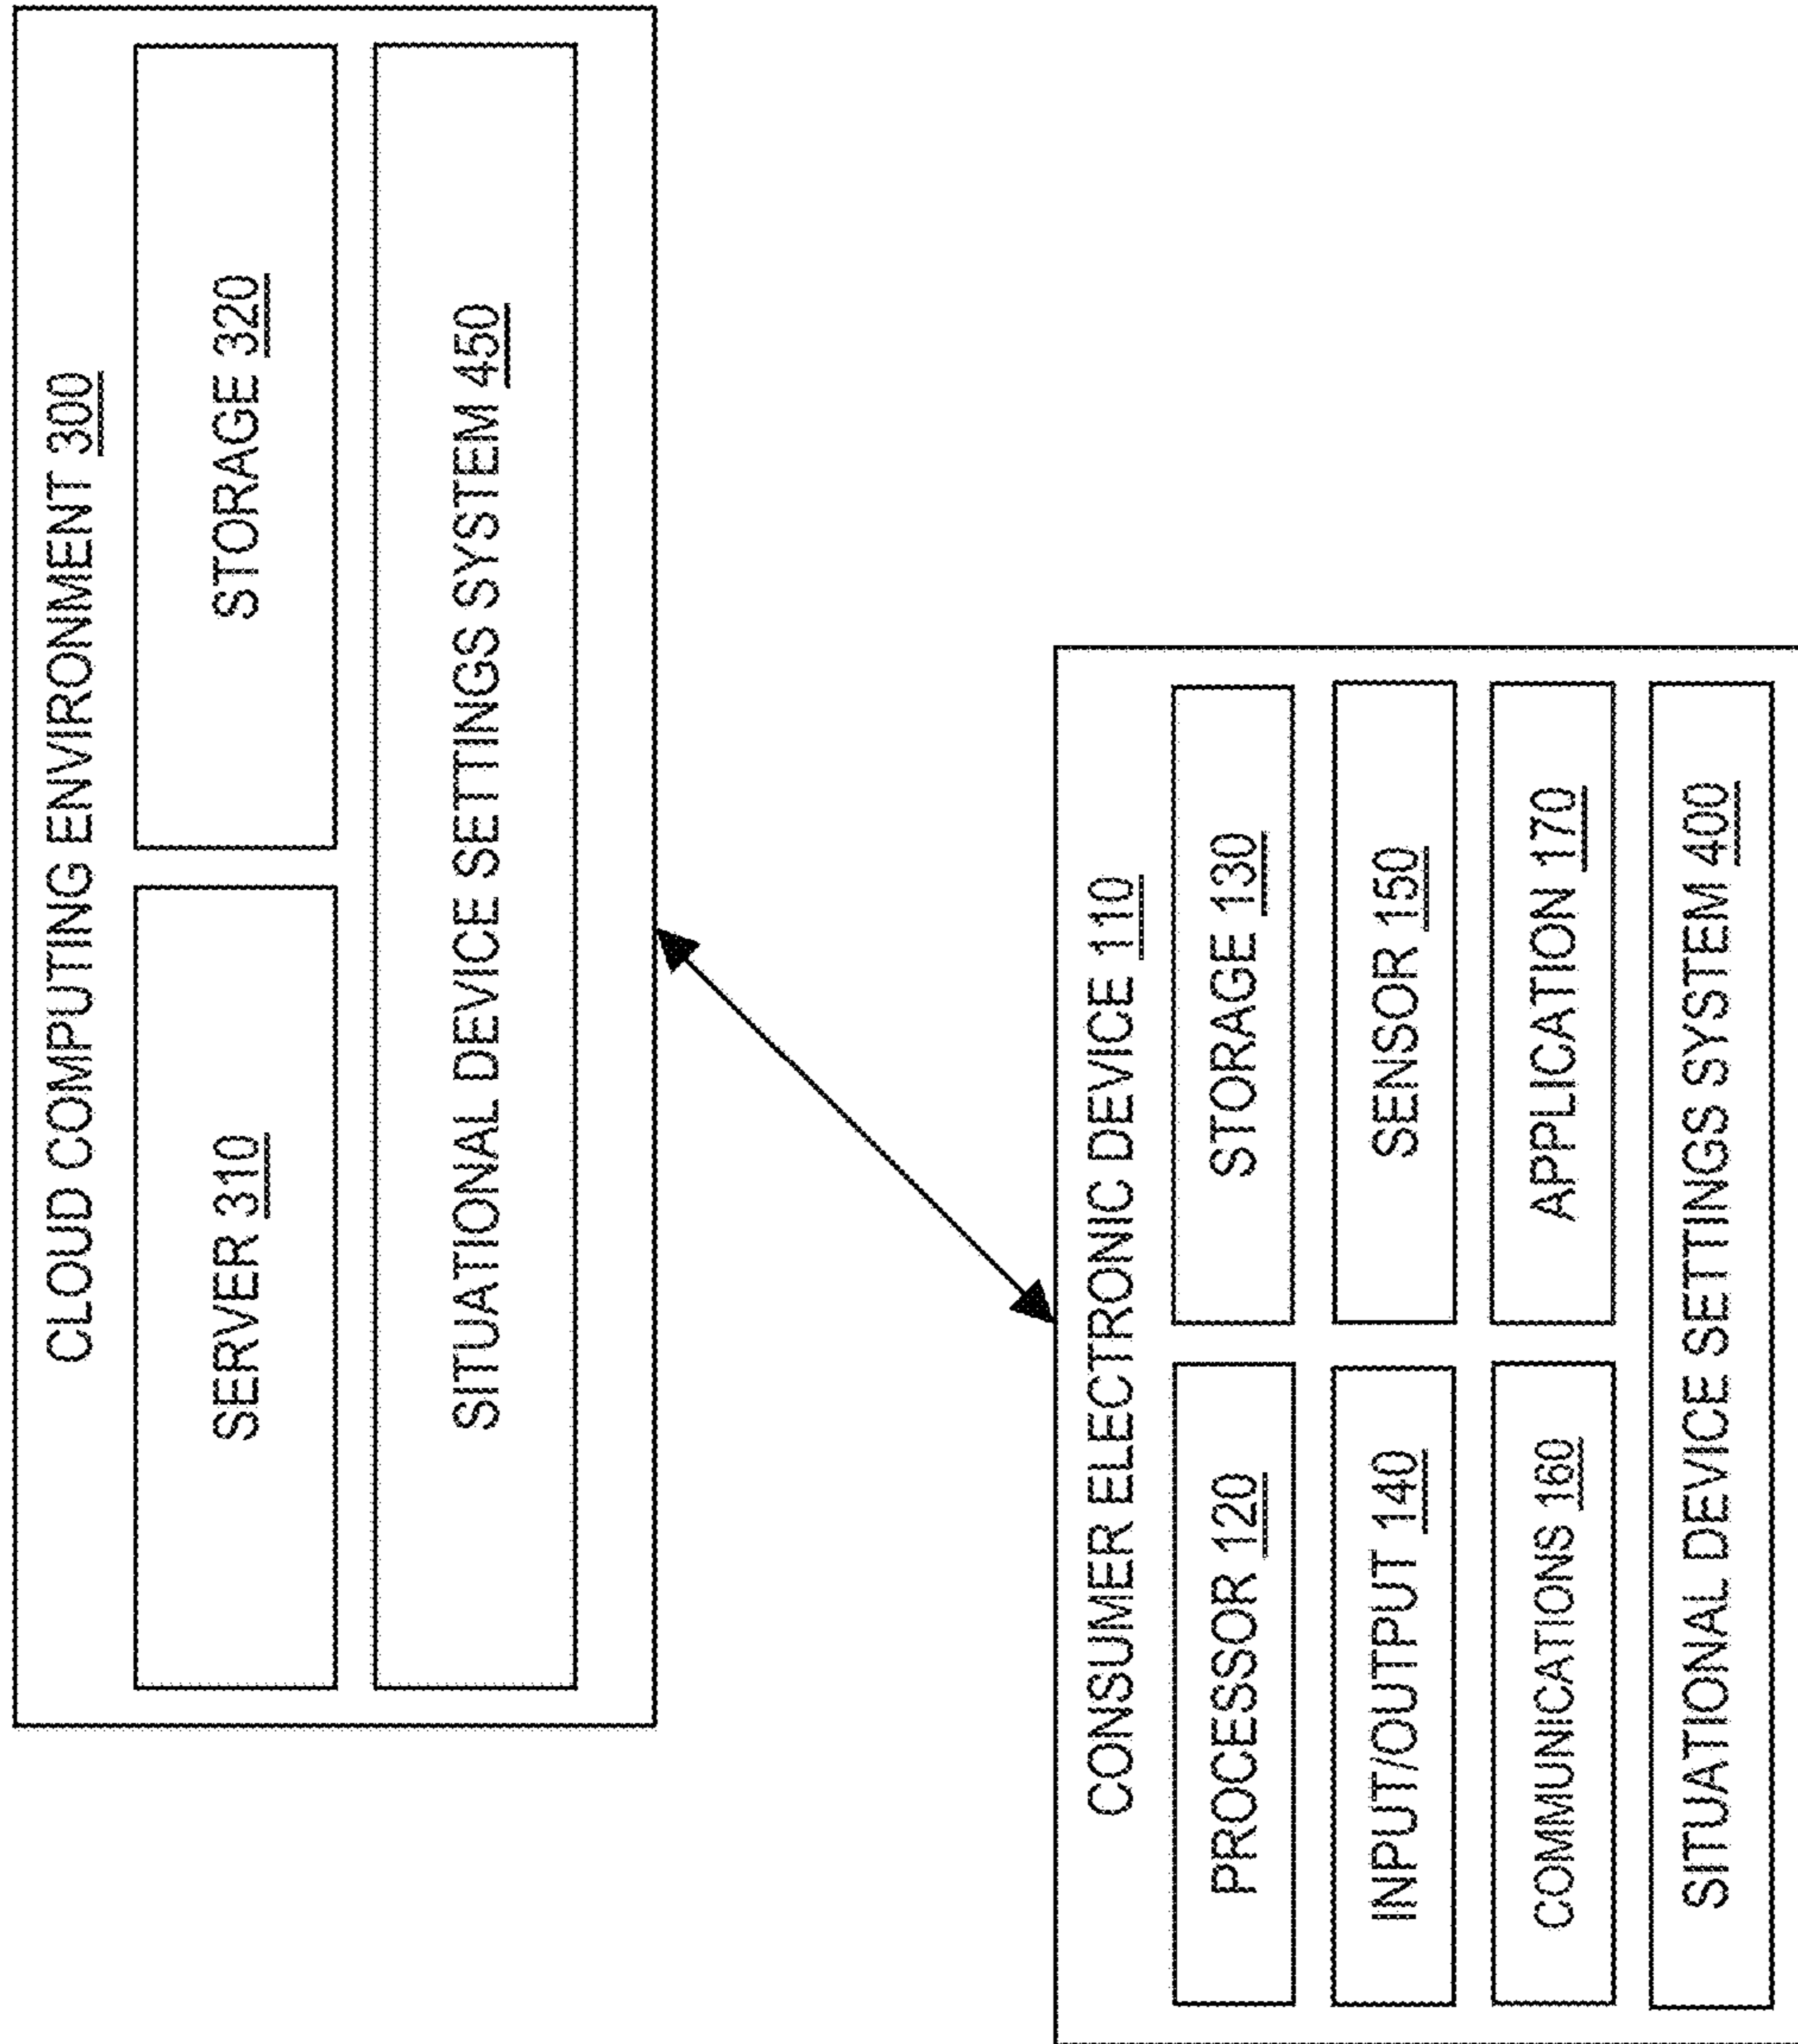 CLOUD COMPUTING ENVIRONMENT 300
SERVER 310
STORAGE 320
SITUATIONAL DEVICE SETTINGS SYSTEM 450
CONSUMER ELECTRONIC DEVICE 110
PROCESSOR 120
STORAGE 130
INPUT/OUTPUT 140
SENSOR 150
COMMUNICATIONS 160
APPLICATION 170
SITUATIONAL DEVICE SETTINGS SYSTEM 400